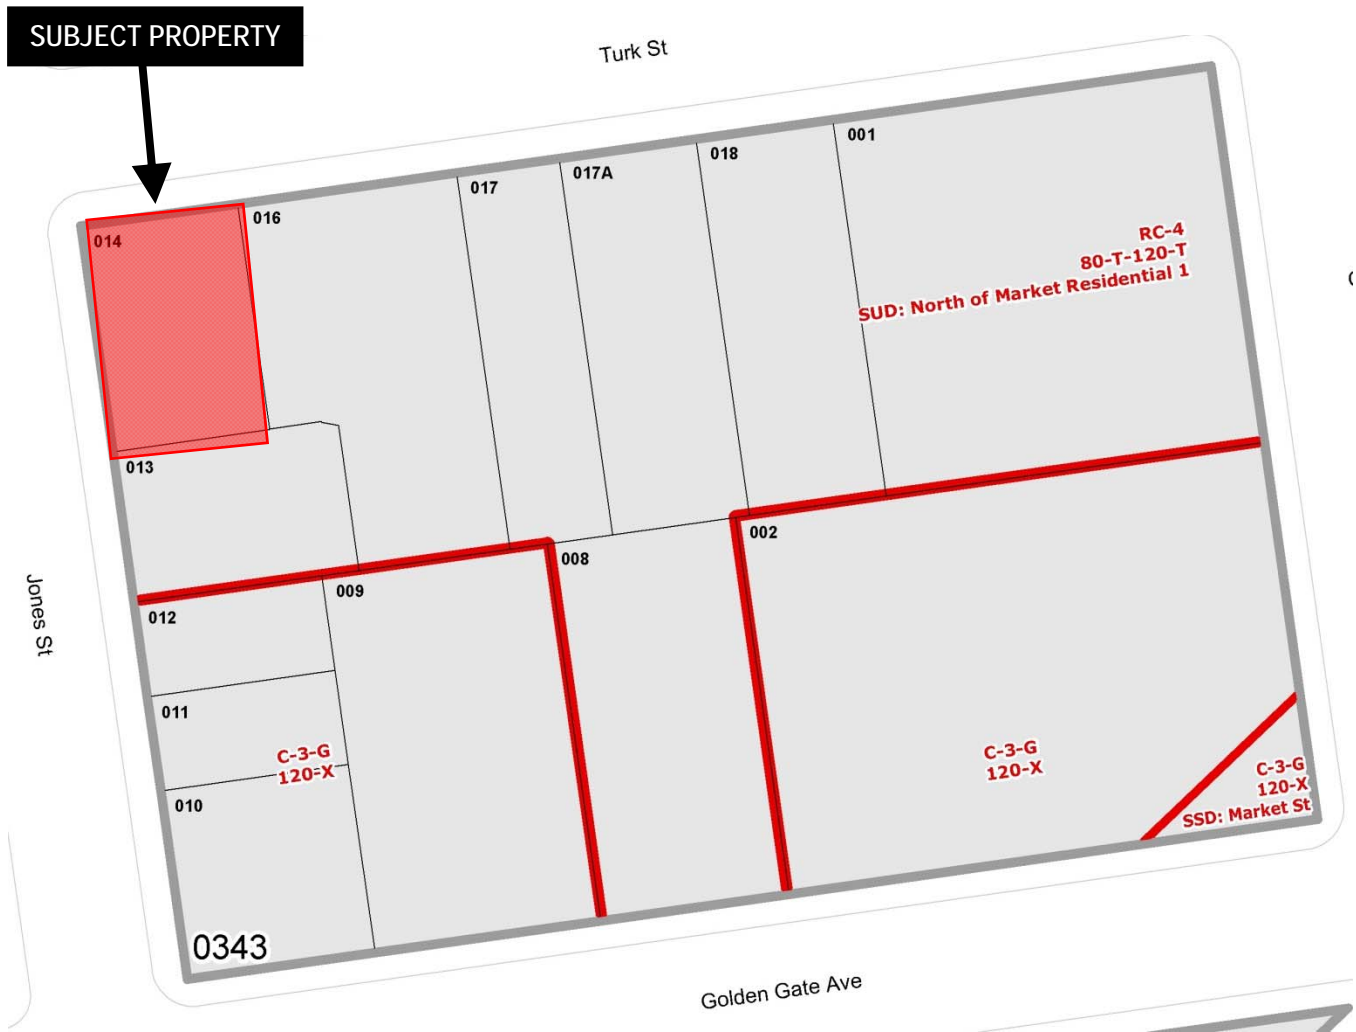 SUBJECT PROPERTY
Turk St
001
018
017A
017
016
014
RC-4
80-T-120-T
SUD: North of Market Residential 1
013
002
008
009
012
Jones St
011
C-3-G
120-X
C-3-G
120-X
C-3-G
120-X
SSD: Market St
010
0343
Golden Gate Ave